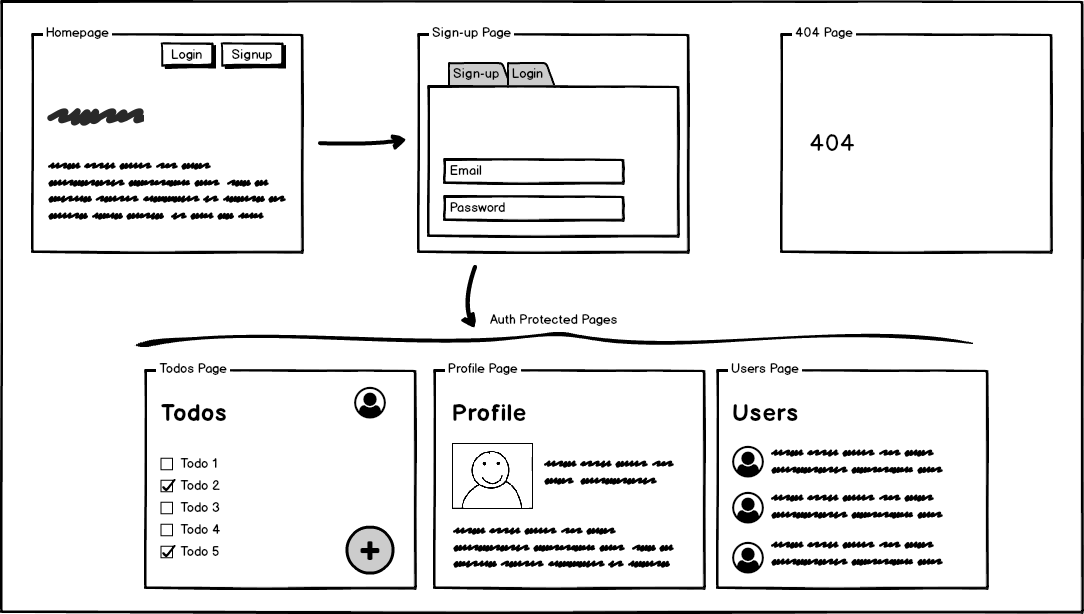 Homepage
Login Signup
Sign-up Page
Sign-up Login
Email
Password
404 Page
404
Auth Protected Pages
Todos Page
Todos
Todo 1
Todo 2
Todo 3
Todo 4
Todo 5
Profile Page
Profile
Users Page
Users